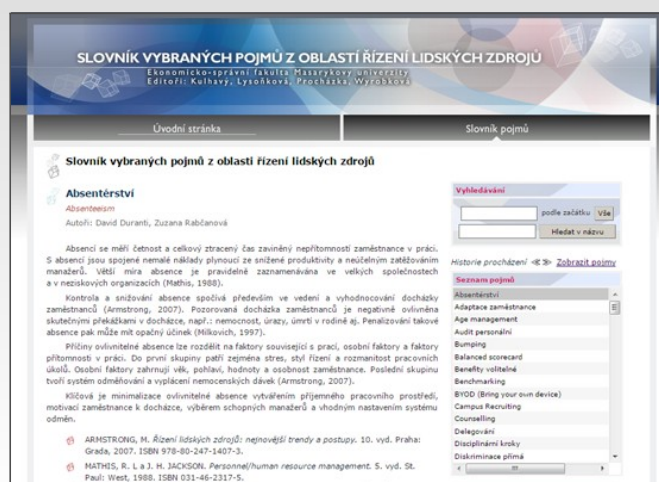 SLOVNÍK VYBRANÝCH POJMŮ Z OBLASTÍ ŘÍZENÍ LIDSKÝCH ZDROJŮ
Ekonomicko-správní fakulta Masarykovy univerzity
Editoři: Kulhavý, Lysoňková, Procházka, Wyrobková
Úvodní stránka
Slovník pojmů
Slovník vybraných pojmů z oblasti řízení lidských zdrojů
Absentérství
Absenteeism
Autoři: David Duranti, Zuzana Rabčanová
Absencí se měří četnost a celkový ztracený čas zaviněný nepřítomností zaměstnance v práci.
S absencí jsou spojené nemalé náklady plynoucí ze snížené produktivity a neúčelným zatěžováním
manažerů. Větší míra absence je pravidelně zaznamenávána ve velkých společnostech
a v neziskových organizacích (Mathis, 1988).
Kontrola a snižování absence spočívá především ve vedení a vyhodnocování docházky
zaměstnanců (Armstrong, 2007). Pozorovaná docházka zaměstnanců je negativně ovlivněna
skutečnými překážkami v docházce, např.: nemocnost, úrazy, úmrtí v rodině aj. Penalizování takové
absence pak může mít opačný účinek (Milkovich, 1997).
Příčiny ovlivnitelné absence lze rozdělit na faktory související s prací, osobní faktory a faktory
přítomnosti v práci. Do první skupiny patří zejména stres, styl řízení a rozmanitost pracovních
úkolů. Osobní faktory zahrnují věk, pohlaví, hodnoty a osobnost zaměstnance. Poslední skupinu
tvoří systém odměňování a vyplácení nemocenských dávek (Armstrong, 2007).
Klíčová je minimalizace ovlivnitelné absence vytvářením příjemného pracovního prostředí,
motivací zaměstnance k docházce, výběrem schopných manažerů a vhodným nastavením systému
odměn.
ARMSTRONG, M. Řízení lidských zdrojů: nejnovější trendy a postupy. 10. vyd. Praha:
Grada, 2007. ISBN 978-80-247-1407-3.
MATHIS, R. L a J. H. JACKSON. Personnel/human resource management. 5. vyd. St.
Paul: West, 1988. ISBN 031-46-2317-5.
Vyhledávání
podle začátku Vše
Hledat v názvu
Historie procházení << >> Zobrazit pojmy
Seznam pojmů
Absentérství
Adaptace zaměstnance
Age management
Audit personální
Bumping
Balanced scorecard
Benefity volitelné
Benchmarking
BYOD (Bring your own device)
Campus Recruiting
Counselling
Delegování
Disciplinární kroky
Diskriminace přímá